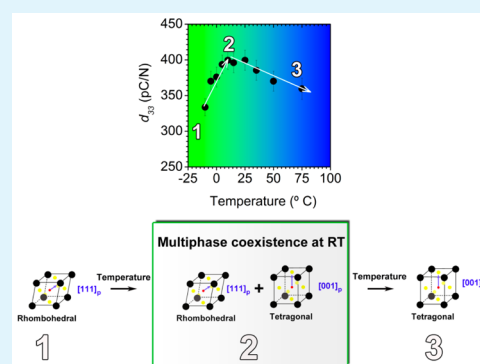 450
400
350
300
250
d33 (pC/N)
1
2
3
-25 0 25 50 75 100
Temperature (º C)
Multiphase coexistence at RT
Temperature
Temperature
[111]p
[111]p
[001]p
[001]
Rhombohedral
Rhombohedral
+
Tetragonal
Tetragonal
1
2
3